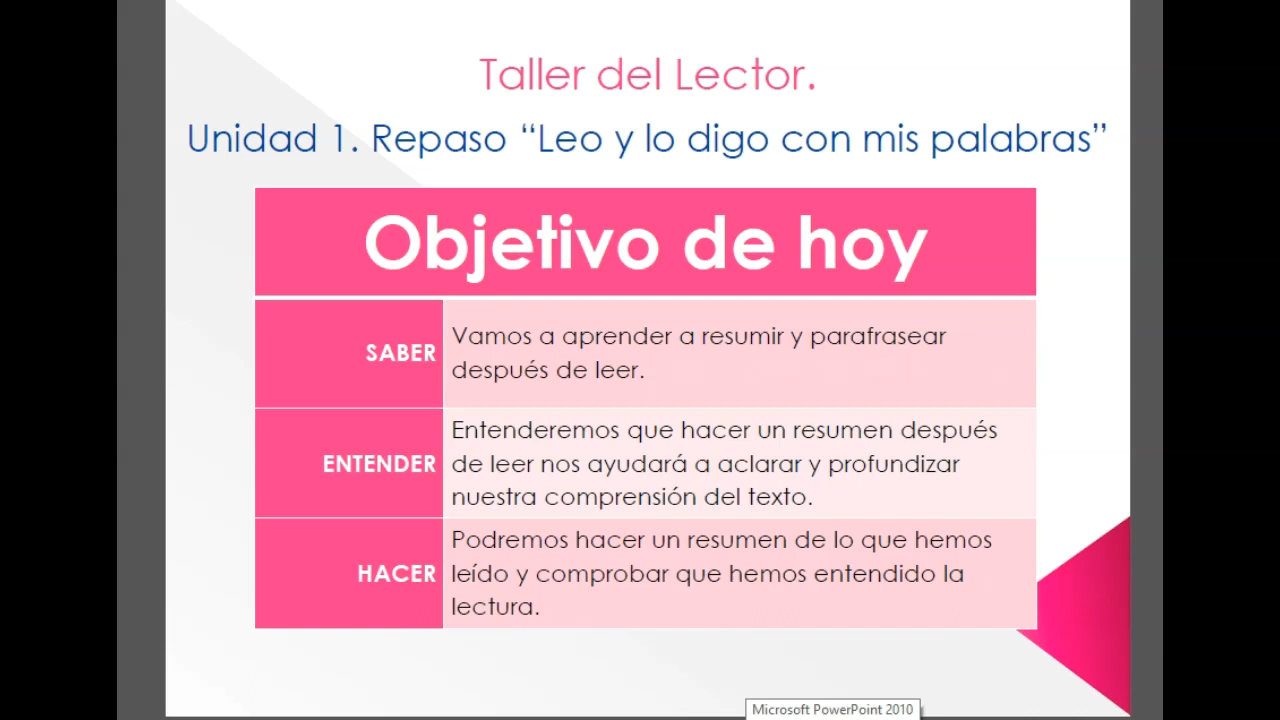 Taller del Lector.
Unidad 1. Repaso “Leo y lo digo con mis palabras”
Objetivo de hoy
SABER
Vamos a aprender a resumir y parafrasear
después de leer.
ENTENDER
Entenderemos que hacer un resumen después
de leer nos ayudará a aclarar y profundizar
nuestra comprensión del texto.
HACER
Podremos hacer un resumen de lo que hemos
leído y comprobar que hemos entendido la
lectura.
Microsoft PowerPoint 2010